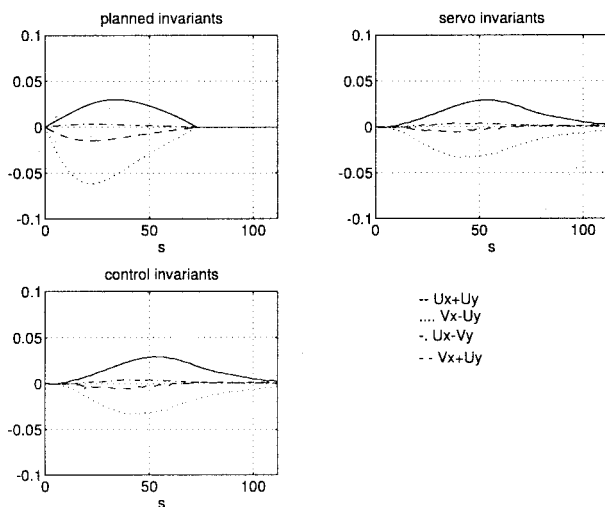 planned invariants
0.1
0.05
0
-0.05
-0.1
0 50 100
s
servo invariants
0.1
0.05
0
-0.05
-0.1
0 50 100
s
control invariants
0.1
0.05
0
-0.05
-0.1
0 50 100
s
-- Ux+Uy
.... Vx-Uy
-. Ux-Vy
-- Vx+Uy